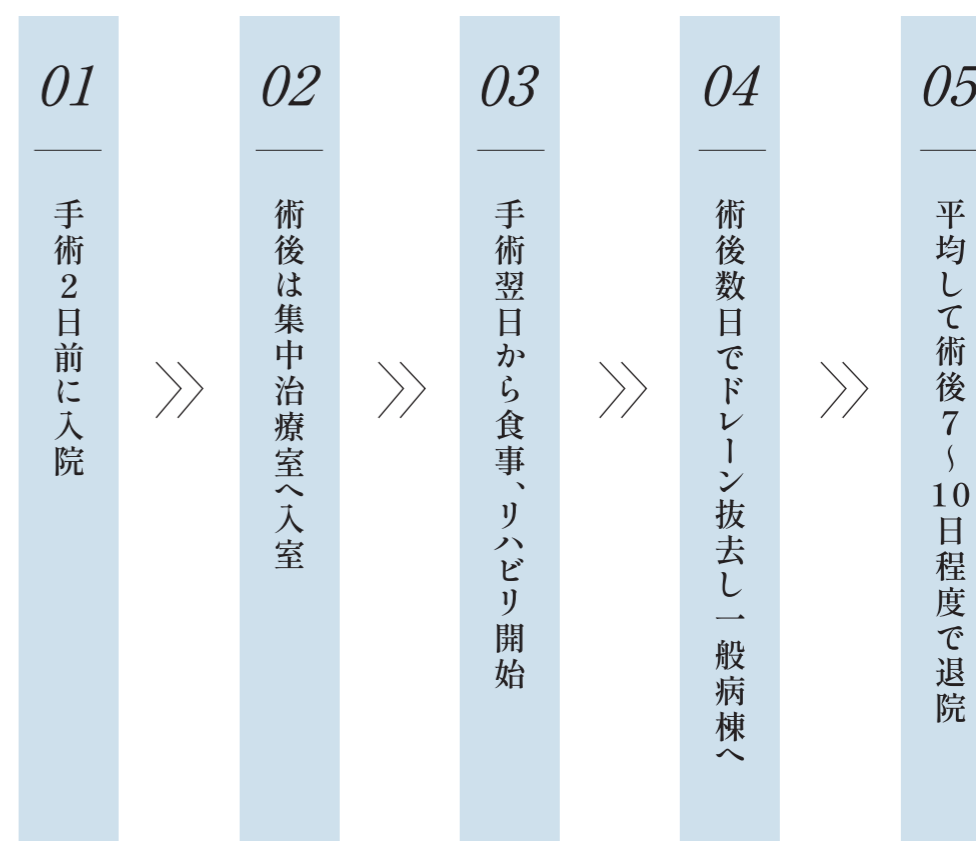 01
手術2日前に入院
02
術後は集中治療室へ入室
03
手術翌日から食事、リハビリ開始
04
術後数日でドレーン抜去し一般病棟へ
05
平均して術後7～10日程度で退院